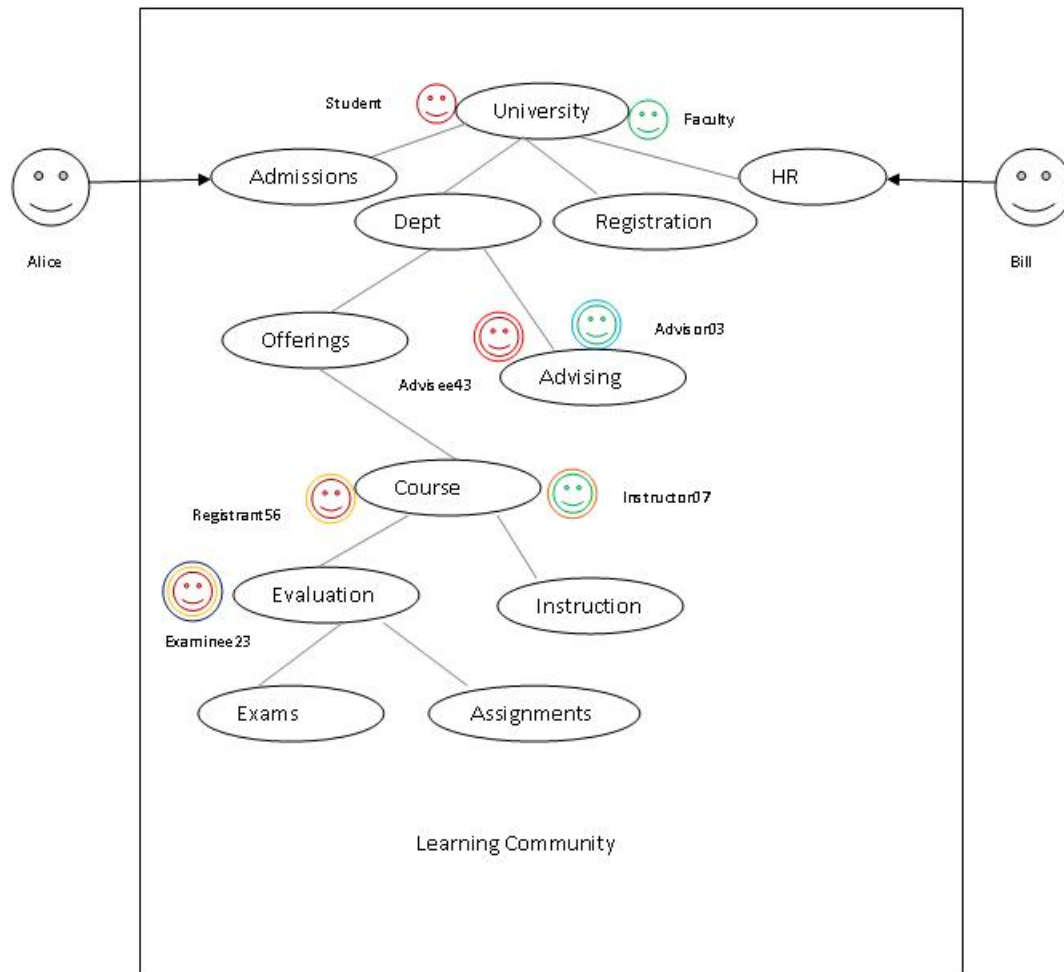 Student
University
Faculty
Admissions
HR
Dept
Registration
Alice
Bill
Offerings
Advisor03
Advising
Advisee43
Course
Registrant56
Instructor07
Evaluation
Instruction
Examinee23
Exams
Assignments
Learning Community